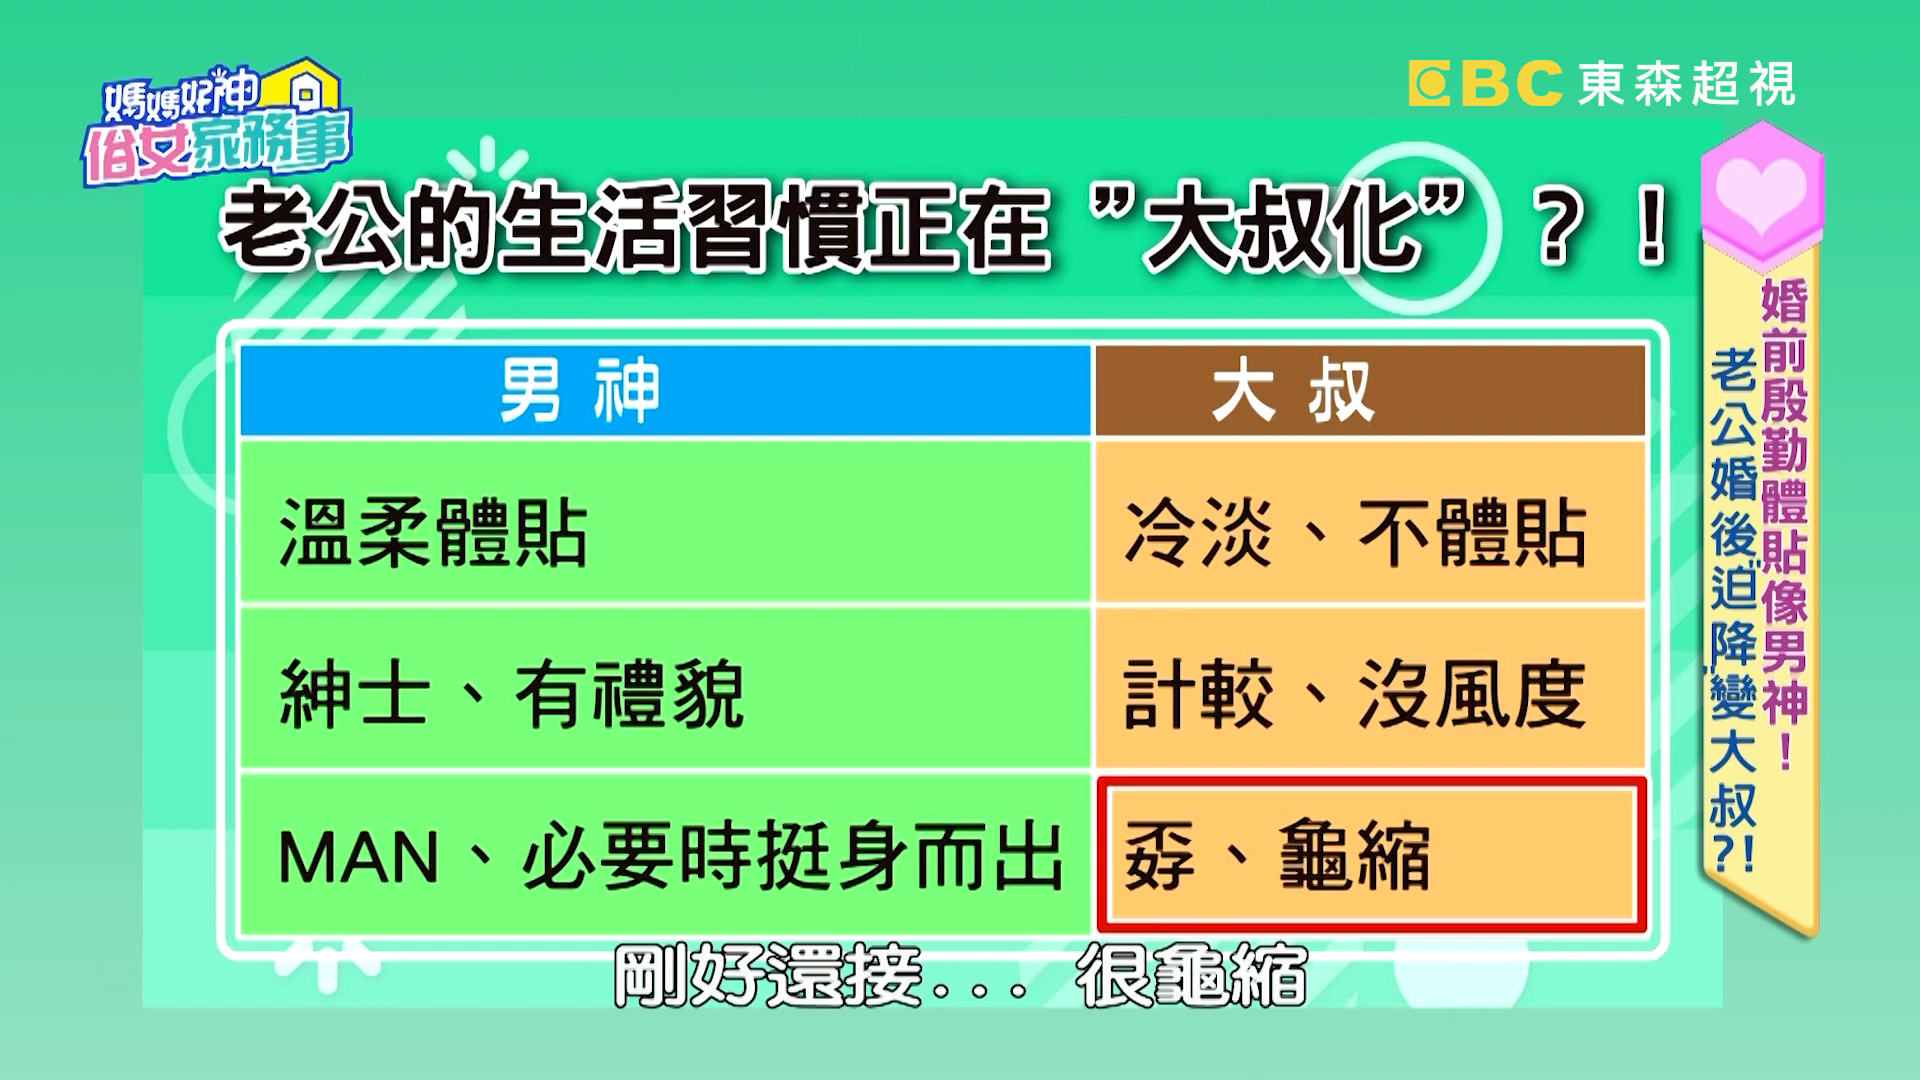 媽媽好神
俗女家務事
EBC 東森超視
老公的生活習慣正在 ”大叔化” ？！
男神
大叔
溫柔體貼
冷淡、不體貼
紳士、有禮貌
計較、沒風度
MAN、必要時挺身而出
孬、龜縮
婚前殷勤體貼像男神！
老公婚後"迫降"變大叔?!
剛好還接... 很龜縮